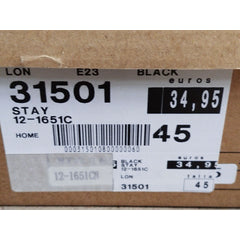 LON E23 BLACK
euros
31501 34,95
STAY
12-1651C
HOME 45
0003150108000000060
BLACK euros
STAY 34,95
12-1651C
12-1651CN
LON talla
31501 45